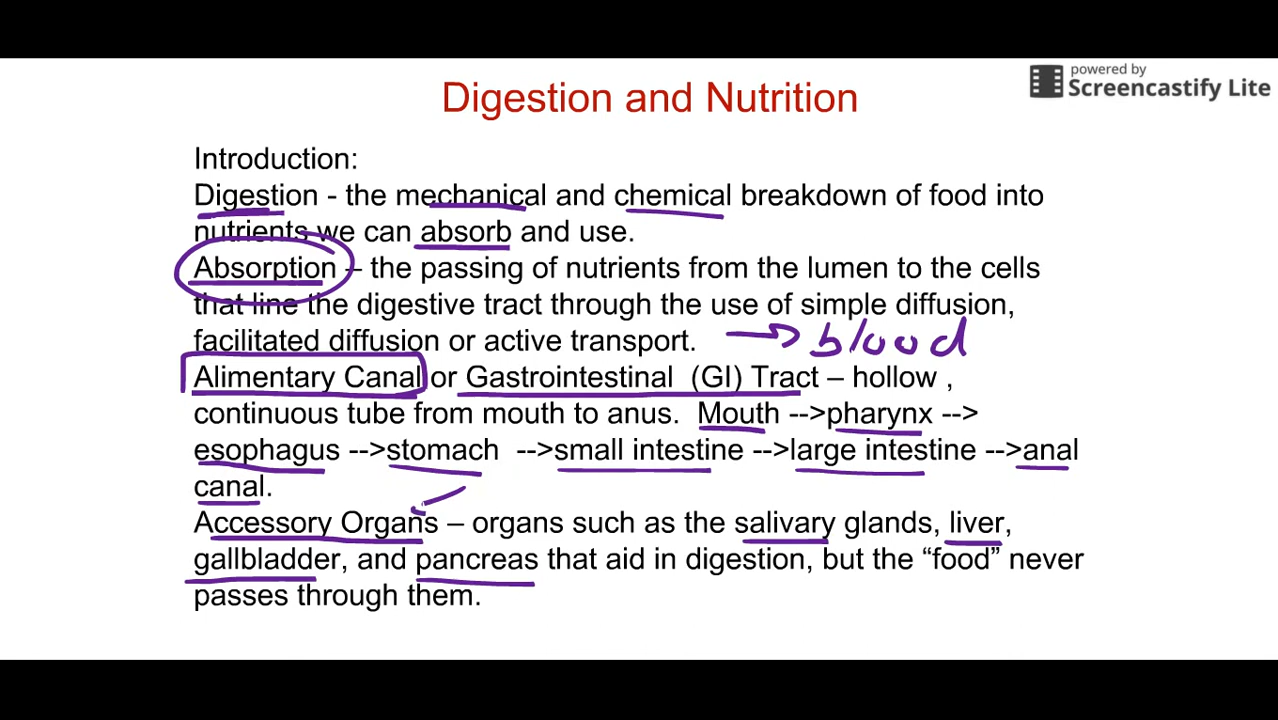 powered by
Screencastify Lite
Digestion and Nutrition
Introduction:
Digestion - the mechanical and chemical breakdown of food into
nutrients we can absorb and use.
Absorption – the passing of nutrients from the lumen to the cells
that line the digestive tract through the use of simple diffusion,
facilitated diffusion or active transport. → blood
Alimentary Canal or Gastrointestinal (GI) Tract – hollow ,
continuous tube from mouth to anus. Mouth -->pharynx -->
esophagus -->stomach -->small intestine -->large intestine -->anal
canal.
Accessory Organs – organs such as the salivary glands, liver,
gallbladder, and pancreas that aid in digestion, but the “food” never
passes through them.